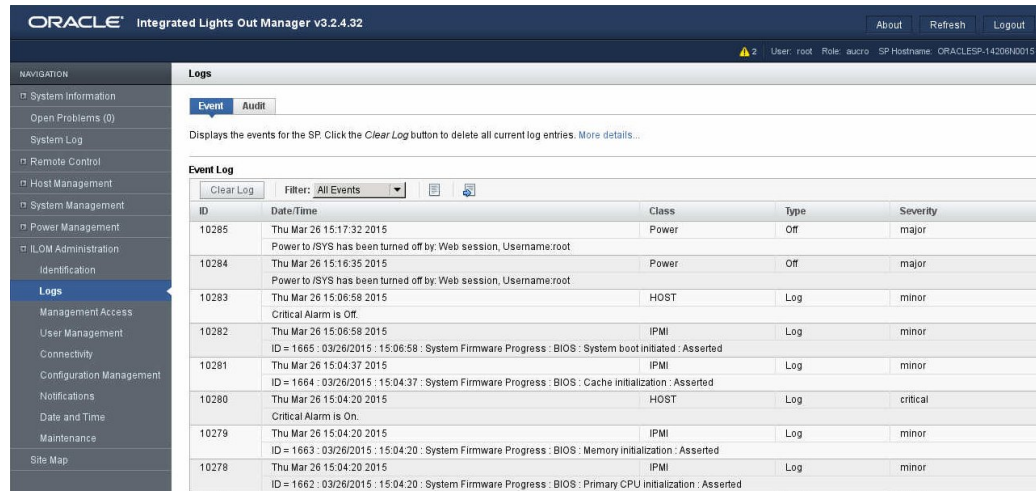 ORACLE® Integrated Lights Out Manager v3.2.4.32
About Refresh Logout
2 User: root Role: aucro SP Hostname: ORACLESP-14206N0015
NAVIGATION
System Information
Open Problems (0)
System Log
Remote Control
Host Management
System Management
Power Management
ILOM Administration
Identification
Logs
Management Access
User Management
Connectivity
Configuration Management
Notifications
Date and Time
Maintenance
Site Map
Logs
Event Audit
Displays the events for the SP. Click the Clear Log button to delete all current log entries. More details...
Event Log
Clear Log Filter: All Events
ID Date/Time Class Type Severity
10285 Thu Mar 26 15:17:32 2015 Power Off major
Power to /SYS has been turned off by: Web session, Username:root
10284 Thu Mar 26 15:16:35 2015 Power Off major
Power to /SYS has been turned off by: Web session, Username:root
10283 Thu Mar 26 15:06:58 2015 HOST Log minor
Critical Alarm is Off.
10282 Thu Mar 26 15:06:58 2015 IPMI Log minor
ID = 1665 : 03/26/2015 : 15:06:58 : System Firmware Progress : BIOS : System boot initiated : Asserted
10281 Thu Mar 26 15:04:37 2015 IPMI Log minor
ID = 1664 : 03/26/2015 : 15:04:37 : System Firmware Progress : BIOS : Cache initialization : Asserted
10280 Thu Mar 26 15:04:20 2015 HOST Log critical
Critical Alarm is On.
10279 Thu Mar 26 15:04:20 2015 IPMI Log minor
ID = 1663 : 03/26/2015 : 15:04:20 : System Firmware Progress : BIOS : Memory initialization : Asserted
10278 Thu Mar 26 15:04:20 2015 IPMI Log minor
ID = 1662 : 03/26/2015 : 15:04:20 : System Firmware Progress : BIOS : Primary CPU initialization : Asserted